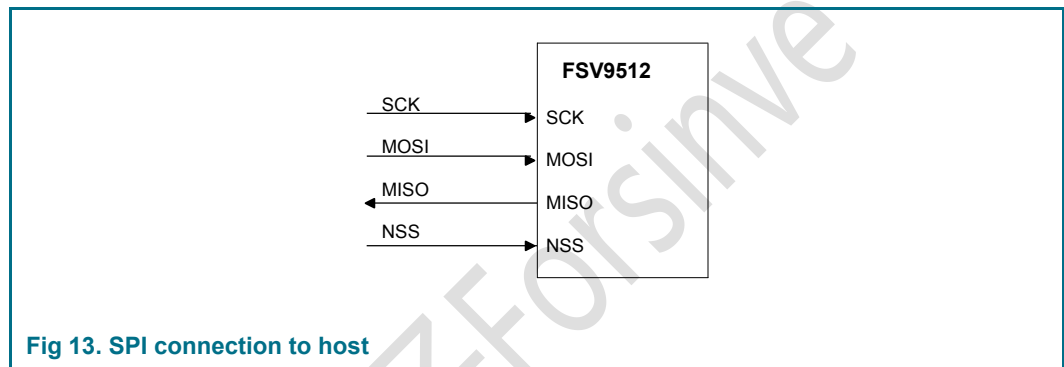 FSV9512
SCK
SCK
MOSI
MOSI
MISO
MISO
NSS
NSS
Z-Forsinve
Fig 13. SPI connection to host